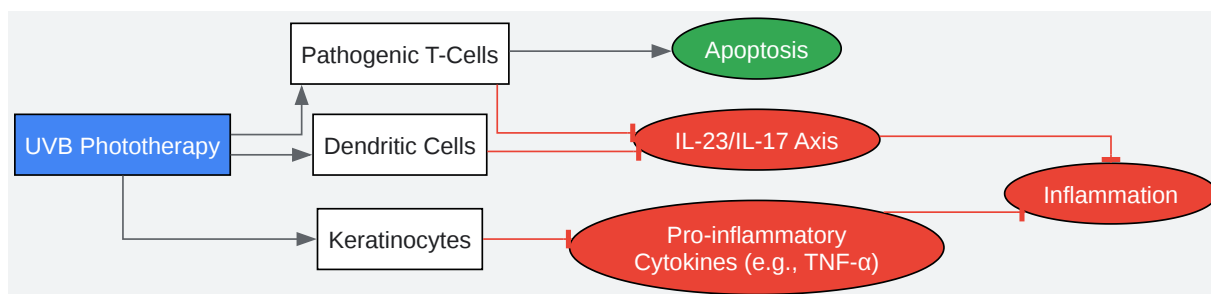 Pathogenic T-Cells
Apoptosis
UVB Phototherapy
Dendritic Cells
IL-23/IL-17 Axis
Inflammation
Keratinocytes
Pro-inflammatory
Cytokines (e.g., TNF-α)